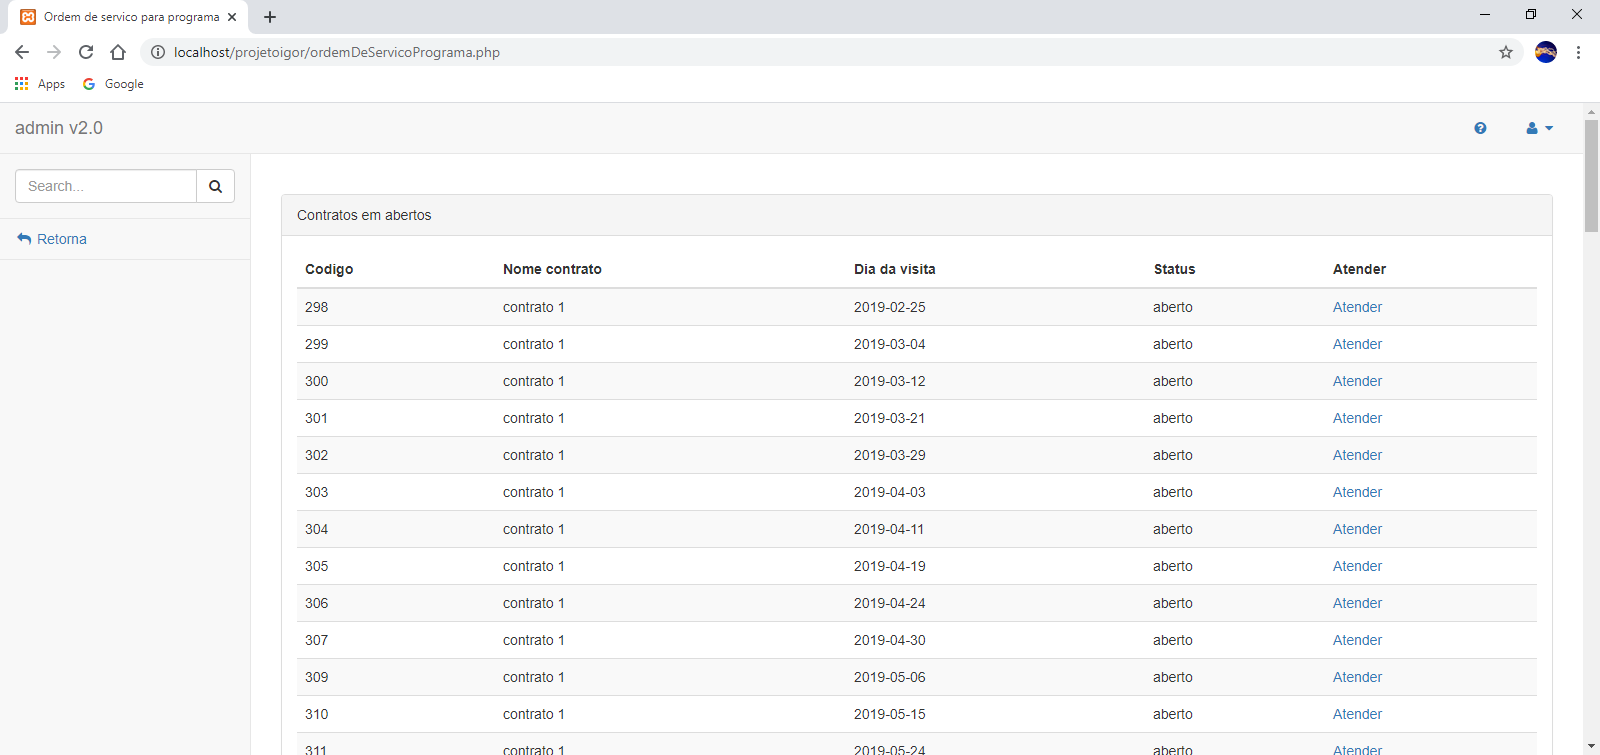 Ordem de servico para programa
localhost/projetoigor/ordemDeServicoPrograma.php
Apps Google
admin v2.0
Search...
Retorna
Contratos em abertos
Codigo Nome contrato Dia da visita Status Atender
298 contrato 1 2019-02-25 aberto Atender
299 contrato 1 2019-03-04 aberto Atender
300 contrato 1 2019-03-12 aberto Atender
301 contrato 1 2019-03-21 aberto Atender
302 contrato 1 2019-03-29 aberto Atender
303 contrato 1 2019-04-03 aberto Atender
304 contrato 1 2019-04-11 aberto Atender
305 contrato 1 2019-04-19 aberto Atender
306 contrato 1 2019-04-24 aberto Atender
307 contrato 1 2019-04-30 aberto Atender
309 contrato 1 2019-05-06 aberto Atender
310 contrato 1 2019-05-15 aberto Atender
311 contrato 1 2019-05-24 aberto Atender